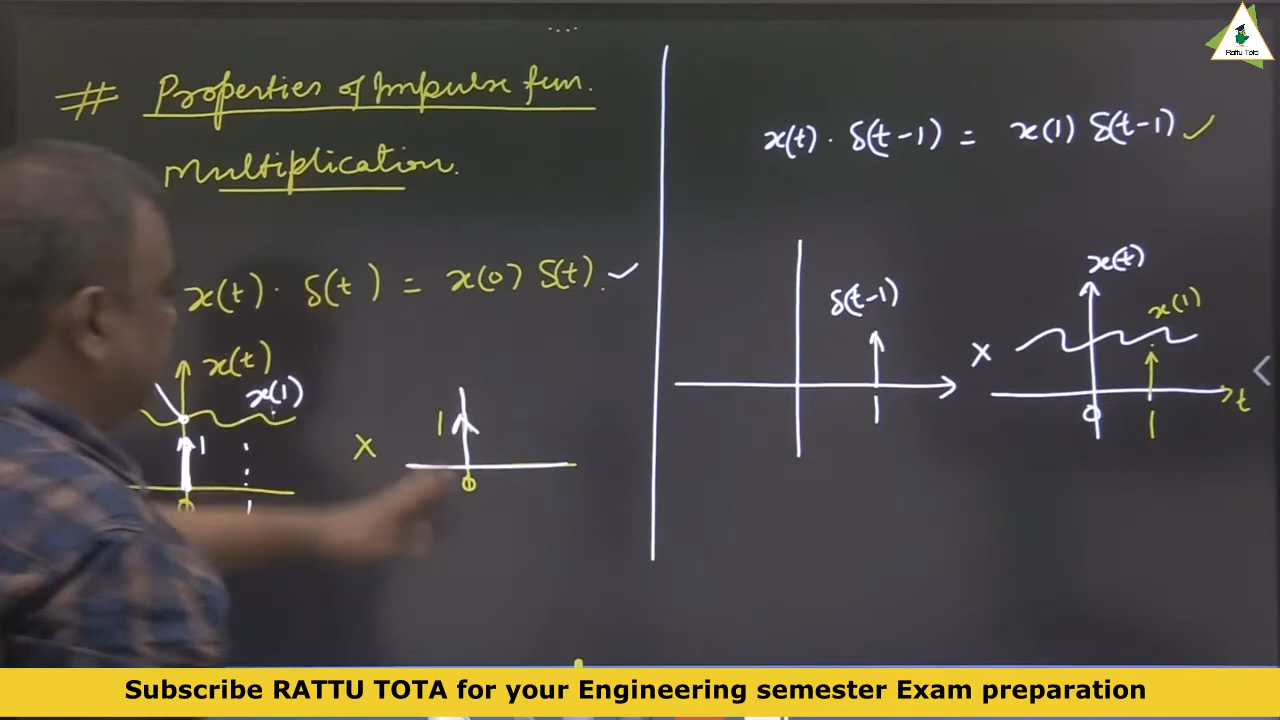 # Properties of Impulse fun.
Multiplication.
x(t) · δ(t) = x(0) δ(t).
x(t)
x(1)
1
0
1
×
1
0
x(t) · δ(t-1) = x(1) δ(t-1)
δ(t-1)
1
×
x(t)
x(1)
t
0
1
Rattu Tota
Subscribe RATTU TOTA for your Engineering semester Exam preparation